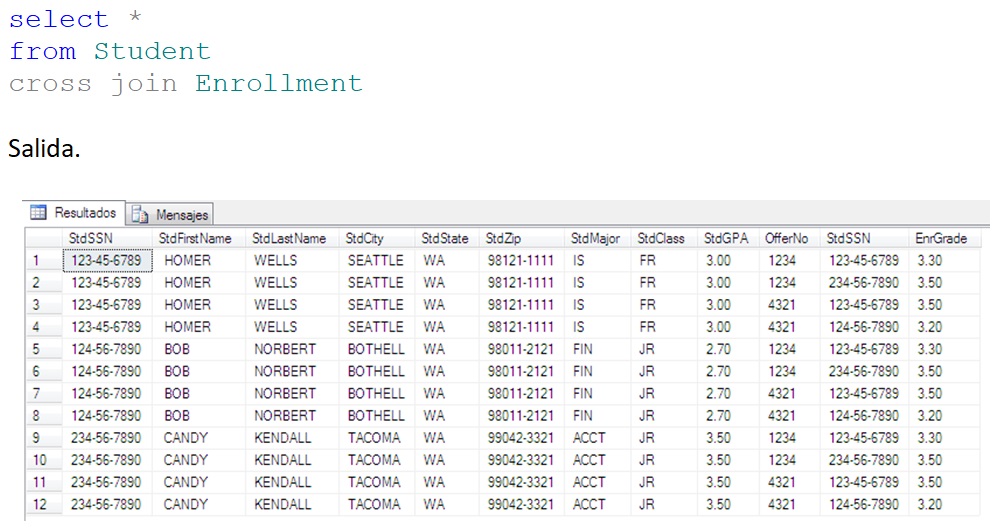 select *
from Student
cross join Enrollment
Salida.
Resultados Mensajes
StdSSN StdFirstName StdLastName StdCity StdState StdZip StdMajor StdClass StdGPA OfferNo StdSSN EnrGrade
1 123-45-6789 HOMER WELLS SEATTLE WA 98121-1111 IS FR 3.00 1234 123-45-6789 3.30
2 123-45-6789 HOMER WELLS SEATTLE WA 98121-1111 IS FR 3.00 1234 234-56-7890 3.50
3 123-45-6789 HOMER WELLS SEATTLE WA 98121-1111 IS FR 3.00 4321 123-45-6789 3.50
4 123-45-6789 HOMER WELLS SEATTLE WA 98121-1111 IS FR 3.00 4321 124-56-7890 3.20
5 124-56-7890 BOB NORBERT BOTHELL WA 98011-2121 FIN JR 2.70 1234 123-45-6789 3.30
6 124-56-7890 BOB NORBERT BOTHELL WA 98011-2121 FIN JR 2.70 1234 234-56-7890 3.50
7 124-56-7890 BOB NORBERT BOTHELL WA 98011-2121 FIN JR 2.70 4321 123-45-6789 3.50
8 124-56-7890 BOB NORBERT BOTHELL WA 98011-2121 FIN JR 2.70 4321 124-56-7890 3.20
9 234-56-7890 CANDY KENDALL TACOMA WA 99042-3321 ACCT JR 3.50 1234 123-45-6789 3.30
10 234-56-7890 CANDY KENDALL TACOMA WA 99042-3321 ACCT JR 3.50 1234 234-56-7890 3.50
11 234-56-7890 CANDY KENDALL TACOMA WA 99042-3321 ACCT JR 3.50 4321 123-45-6789 3.50
12 234-56-7890 CANDY KENDALL TACOMA WA 99042-3321 ACCT JR 3.50 4321 124-56-7890 3.20